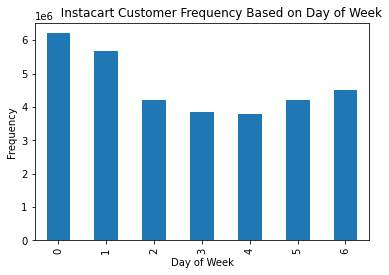 Instacart Customer Frequency Based on Day of Week
1e6
6
5
4
3
2
1
0
Frequency
0 1 2 3 4 5 6
Day of Week